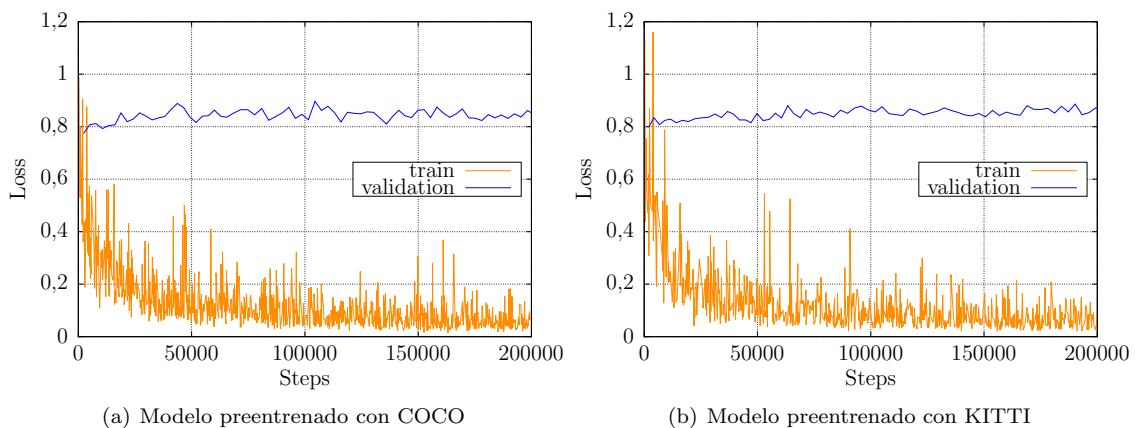 1,2
1
0,8
0,6
0,4
0,2
0
Loss
train
validation
0
50000
100000
150000
200000
Steps
(a) Modelo preentrenado con COCO
1,2
1
0,8
0,6
0,4
0,2
0
Loss
train
validation
0
50000
100000
150000
200000
Steps
(b) Modelo preentrenado con KITTI